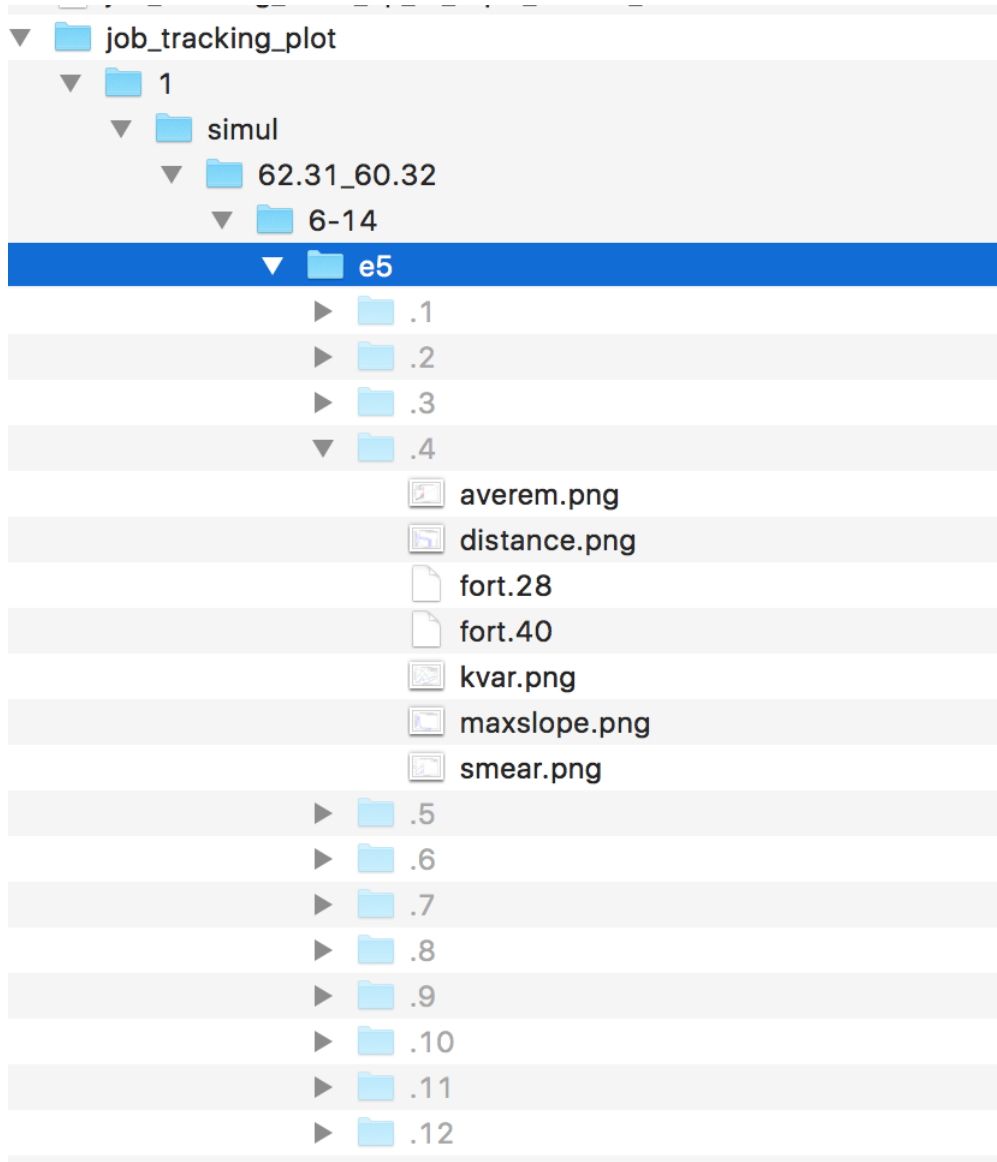 job_tracking_plot
1
simul
62.31_60.32
6-14
e5
.1
.2
.3
.4
averem.png
distance.png
fort.28
fort.40
kvar.png
maxslope.png
smear.png
.5
.6
.7
.8
.9
.10
.11
.12